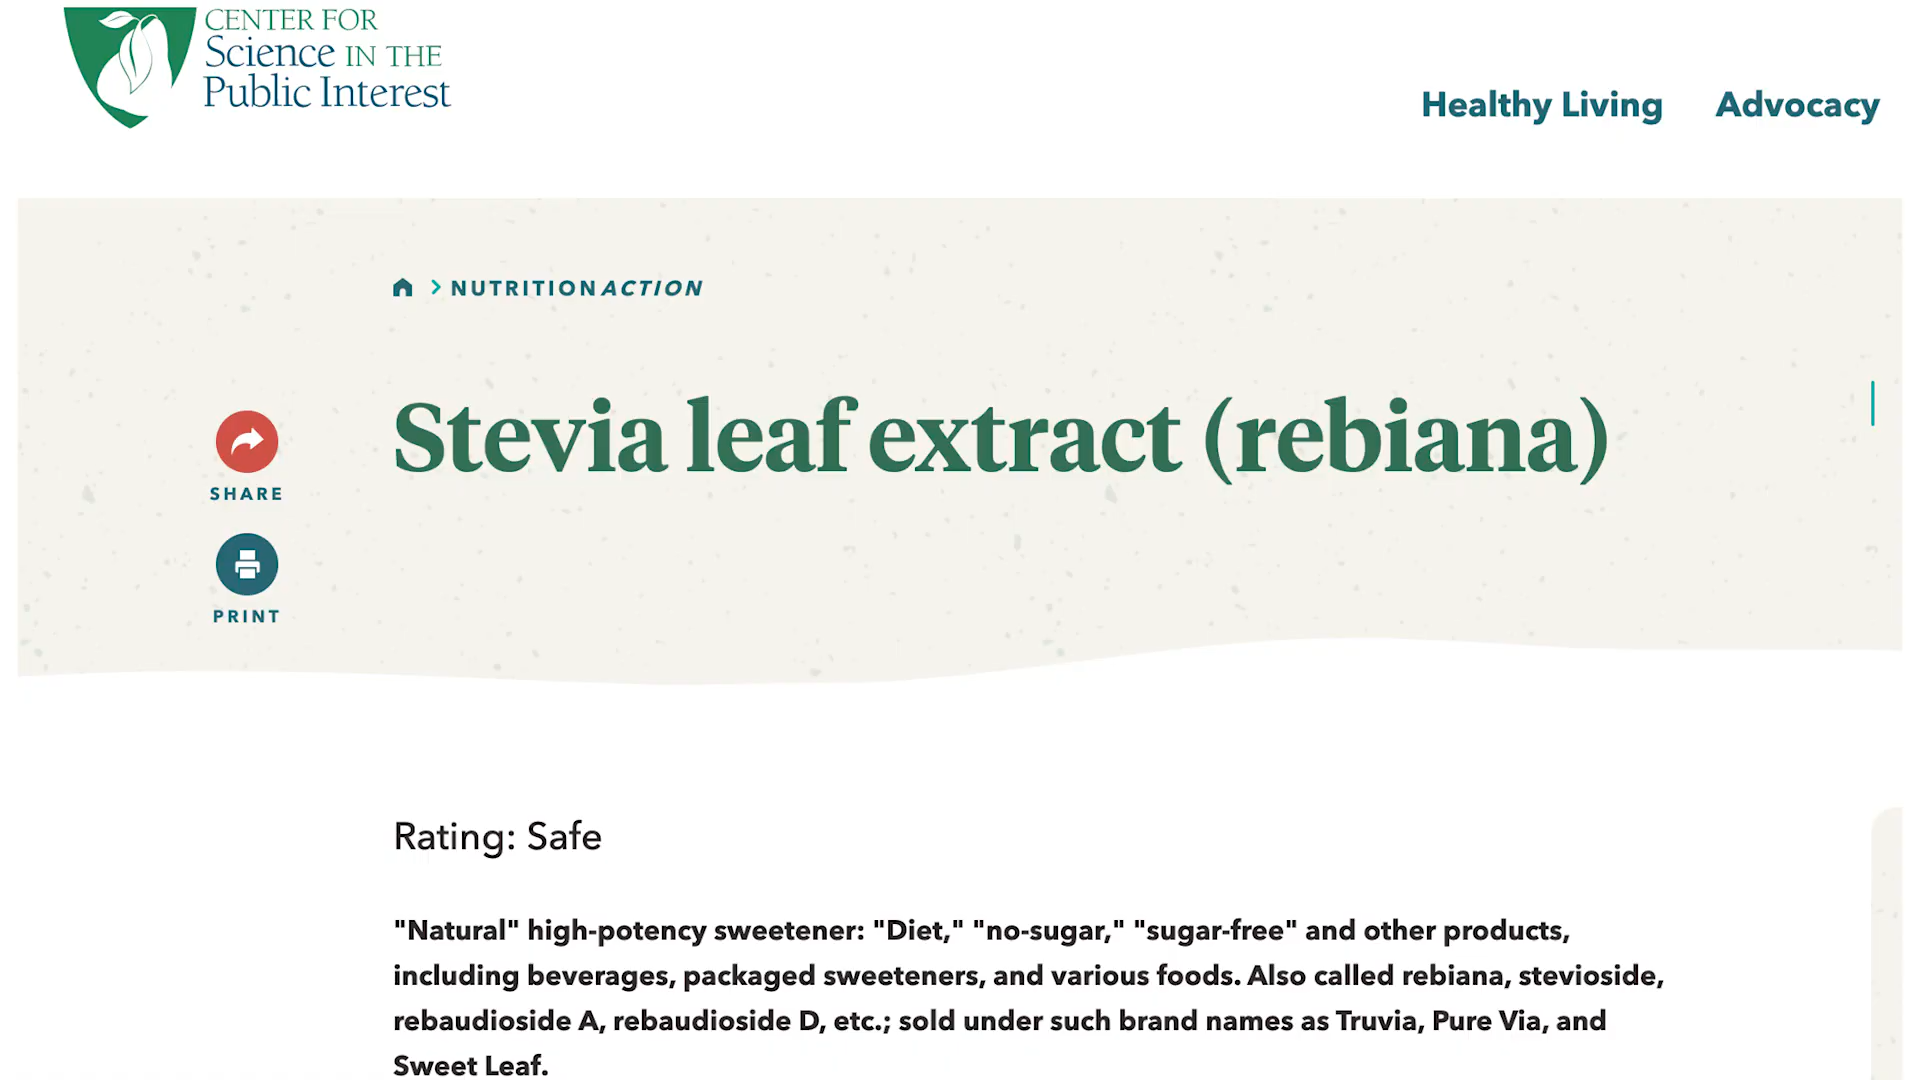 CENTER FOR
Science IN THE
Public Interest
Healthy Living
Advocacy
NUTRITIONACTION
Stevia leaf extract (rebiana)
SHARE
PRINT
Rating: Safe
"Natural" high-potency sweetener: "Diet," "no-sugar," "sugar-free" and other products,
including beverages, packaged sweeteners, and various foods. Also called rebiana, stevioside,
rebaudioside A, rebaudioside D, etc.; sold under such brand names as Truvia, Pure Via, and
Sweet Leaf.